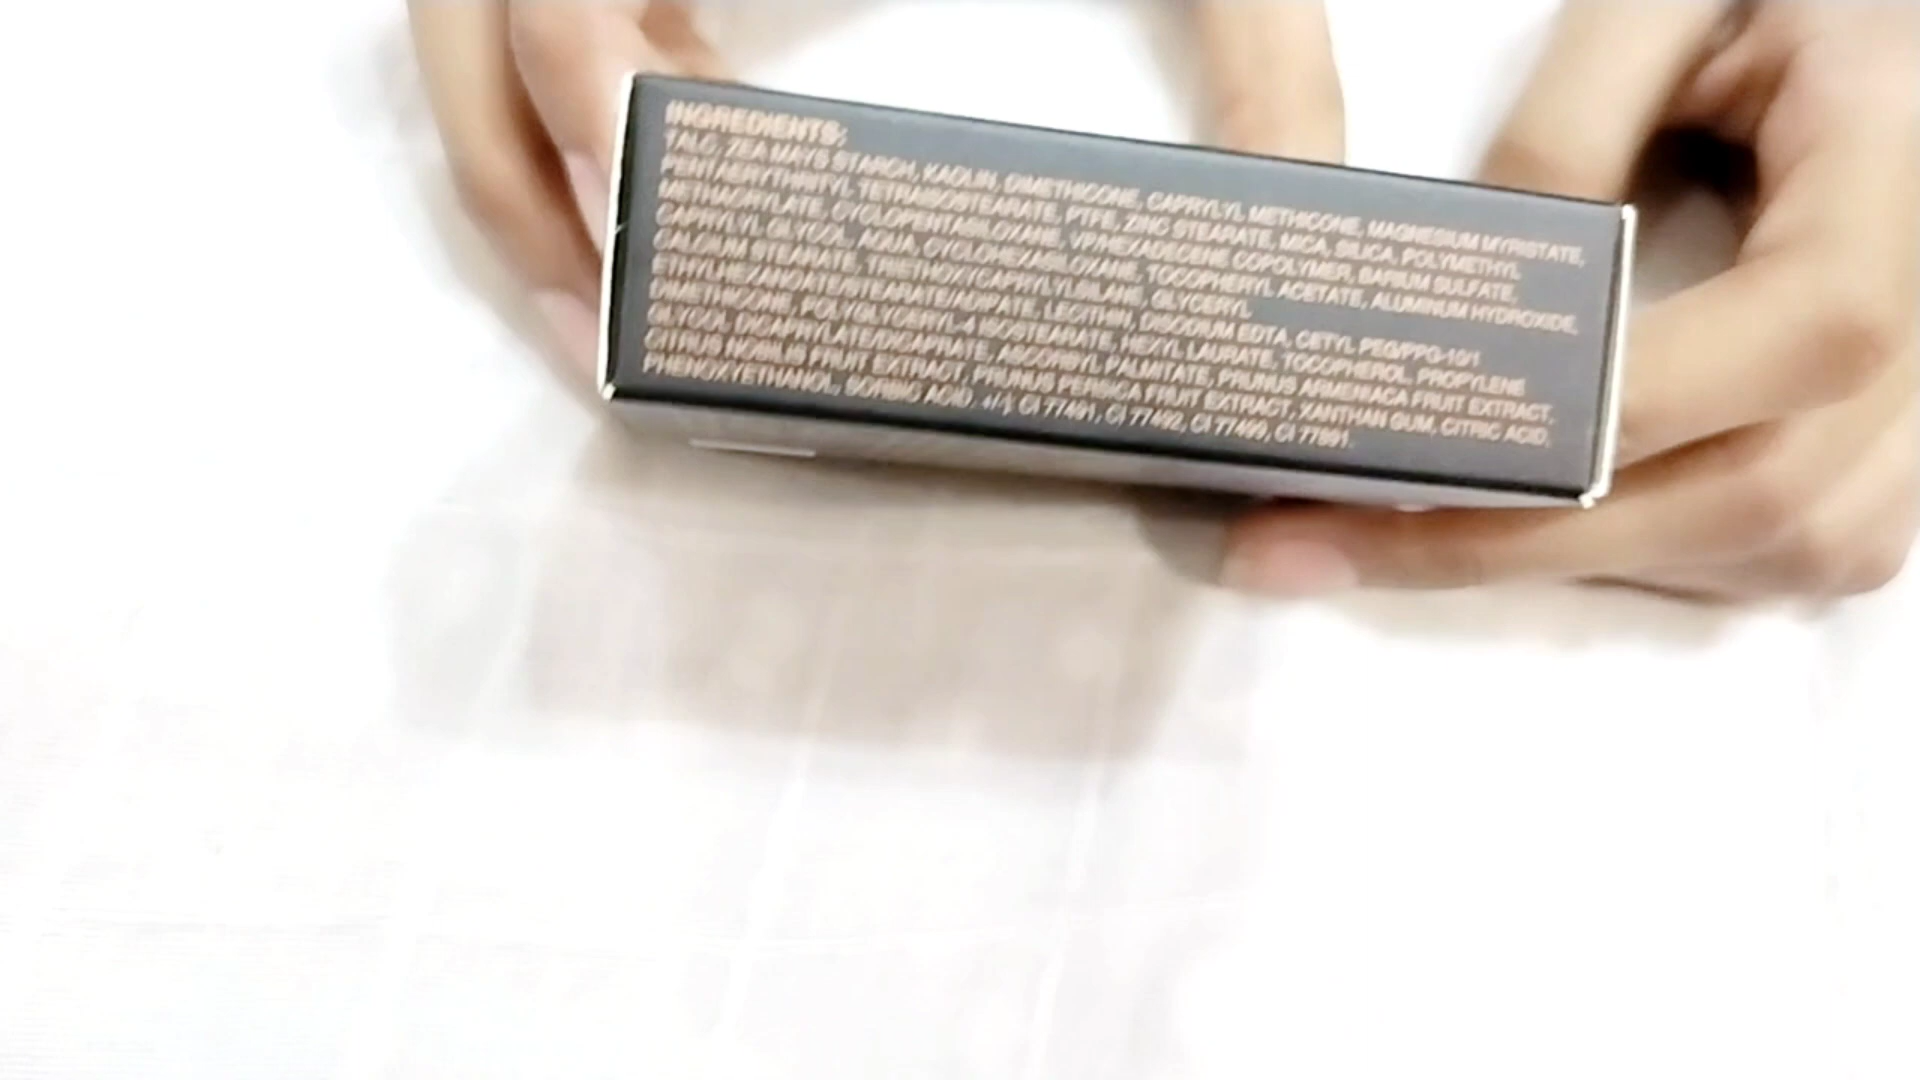 INGREDIENTS:
TALC, ZEA MAYS STARCH, KAOLIN, DIMETHICONE, CAPRYLYL METHICONE, MAGNESIUM MYRISTATE,
PENTAERYTHRITYL TETRAISOSTEARATE, PTFE, ZINC STEARATE, MICA, SILICA, POLYMETHYL
METHACRYLATE, CYCLOPENTASILOXANE, VP/HEXADECENE COPOLYMER, BARIUM SULFATE,
CAPRYLYL GLYCOL, AQUA, CYCLOHEXASILOXANE, TOCOPHERYL ACETATE, ALUMINUM HYDROXIDE,
CALCIUM STEARATE, TRIETHOXYCAPRYLYLSILANE, GLYCERYL
ETHYLHEXANOATE/STEARATE/ADIPATE, LECITHIN, DISODIUM EDTA, CETYL PEG/PPG-10/1
DIMETHICONE, POLYGLYCERYL-4 ISOSTEARATE, HEXYL LAURATE, TOCOPHEROL, PROPYLENE
GLYCOL DICAPRYLATE/DICAPRATE, ASCORBYL PALMITATE, PRUNUS ARMENIACA FRUIT EXTRACT,
CITRUS NOBILIS FRUIT EXTRACT, PRUNUS PERSICA FRUIT EXTRACT, XANTHAN GUM, CITRIC ACID,
PHENOXYETHANOL, SORBIC ACID. +/-, CI 77491, CI 77492, CI 77499, CI 77891.